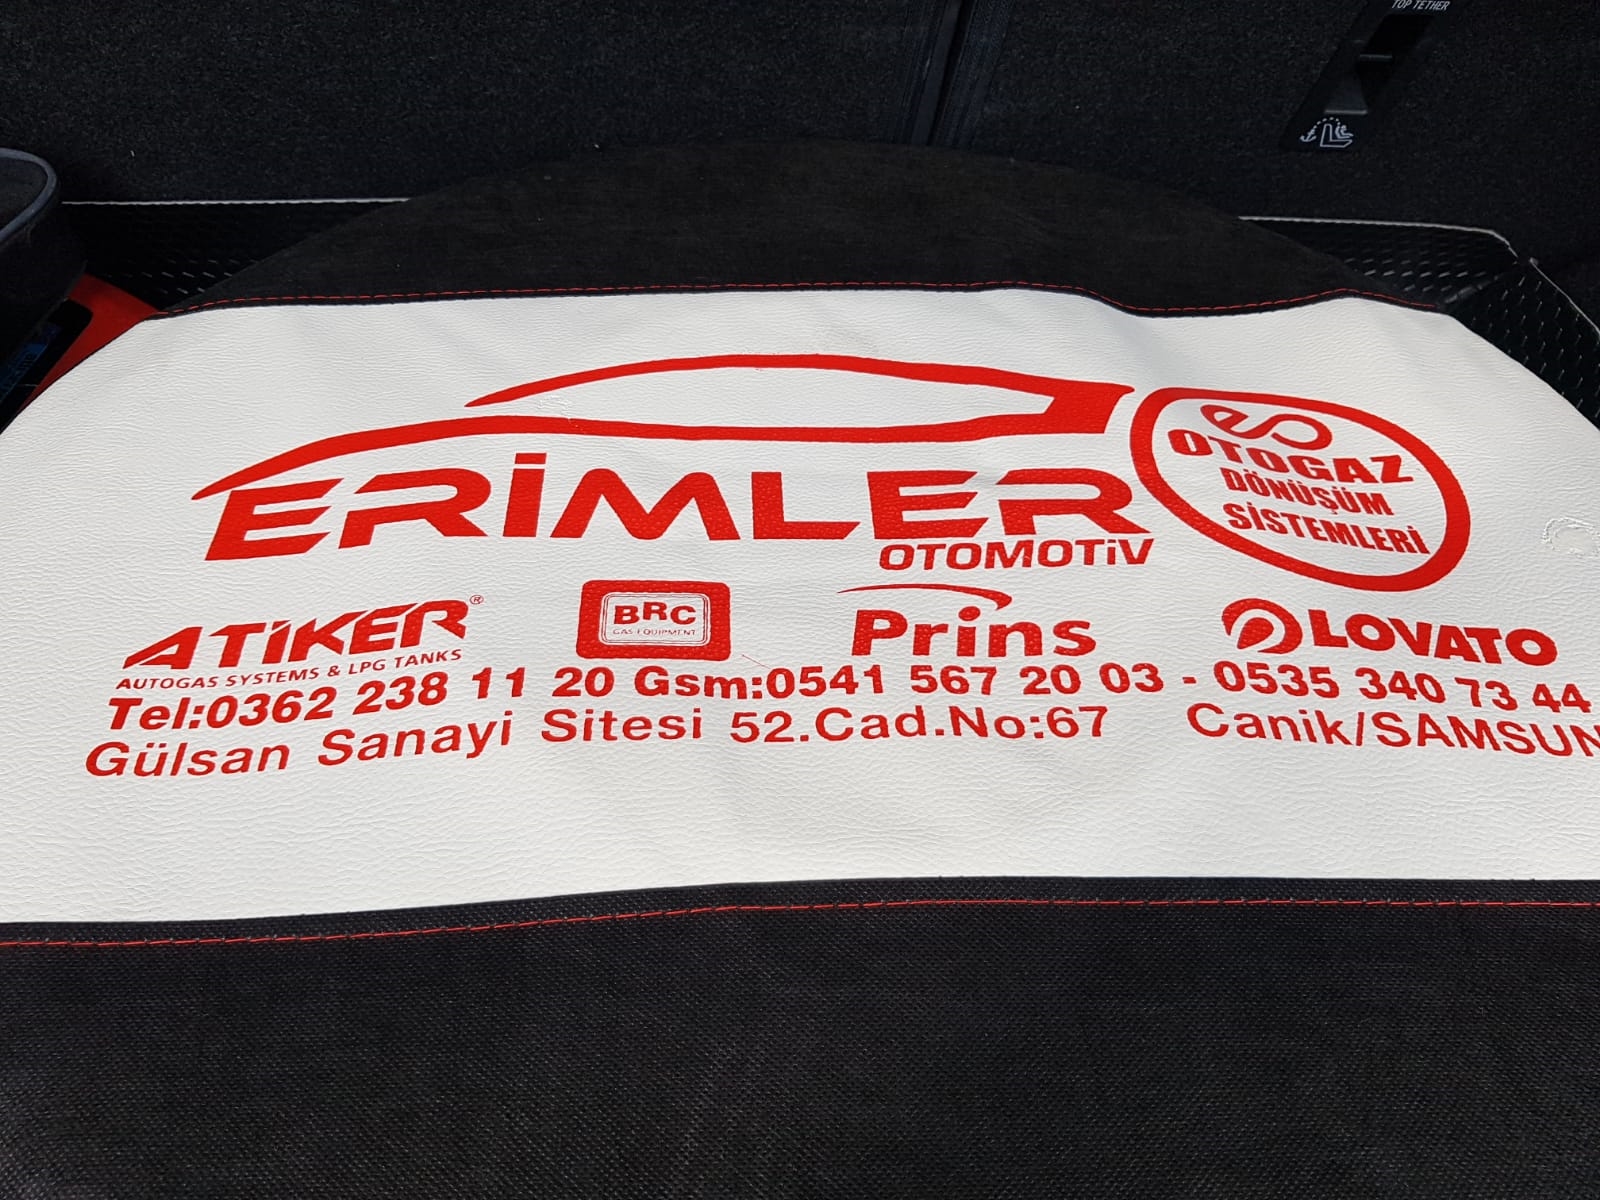 TOP TETHER
ERİMLER
OTOMOTİV
eo
OTOGAZ
DÖNÜŞÜM
SİSTEMLERİ
ATİKER®
AUTOGAS SYSTEMS & LPG TANKS
BRC
GAS EQUIPMENT
Prins
LOVATO
Tel:0362 238 11 20 Gsm:0541 567 20 03 - 0535 340 73 44
Gülsan Sanayi Sitesi 52.Cad.No:67 Canik/SAMSUN